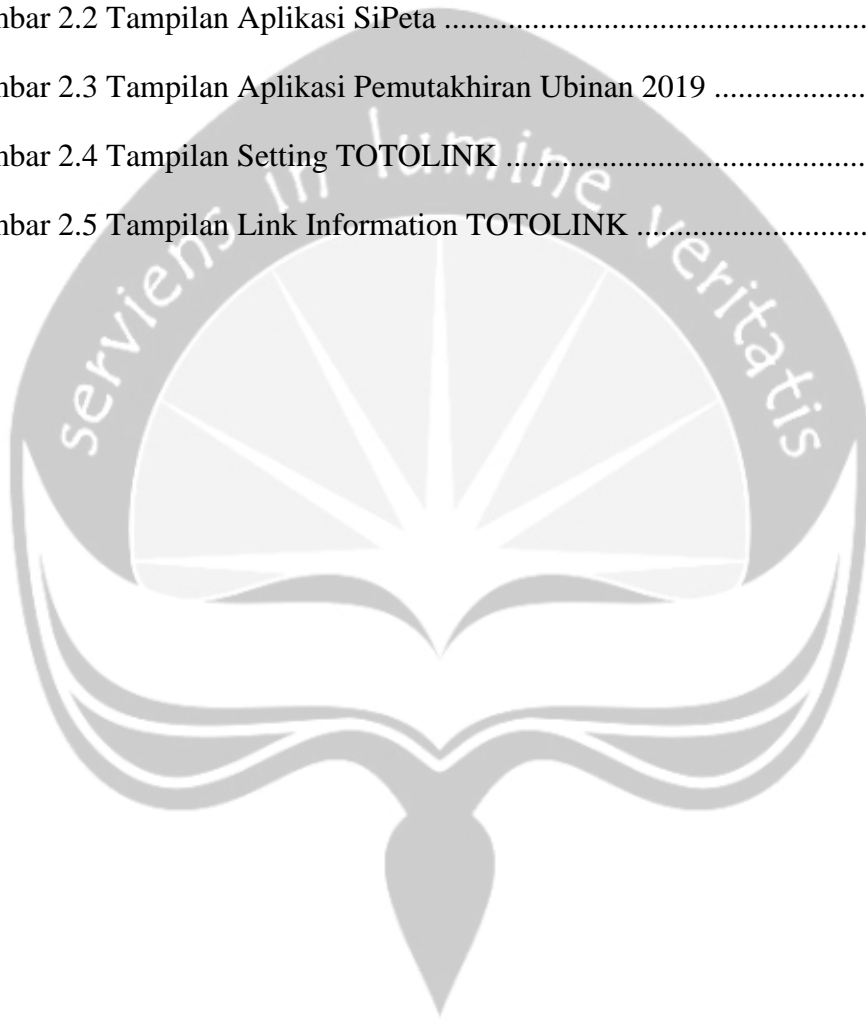 mbar 2.2 Tampilan Aplikasi SiPeta ..........................................................
mbar 2.3 Tampilan Aplikasi Pemutakhiran Ubinan 2019 ....................
mbar 2.4 Tampilan Setting TOTOLINK ................................................
mbar 2.5 Tampilan Link Information TOTOLINK ..............................
serviens in lumine veritatis